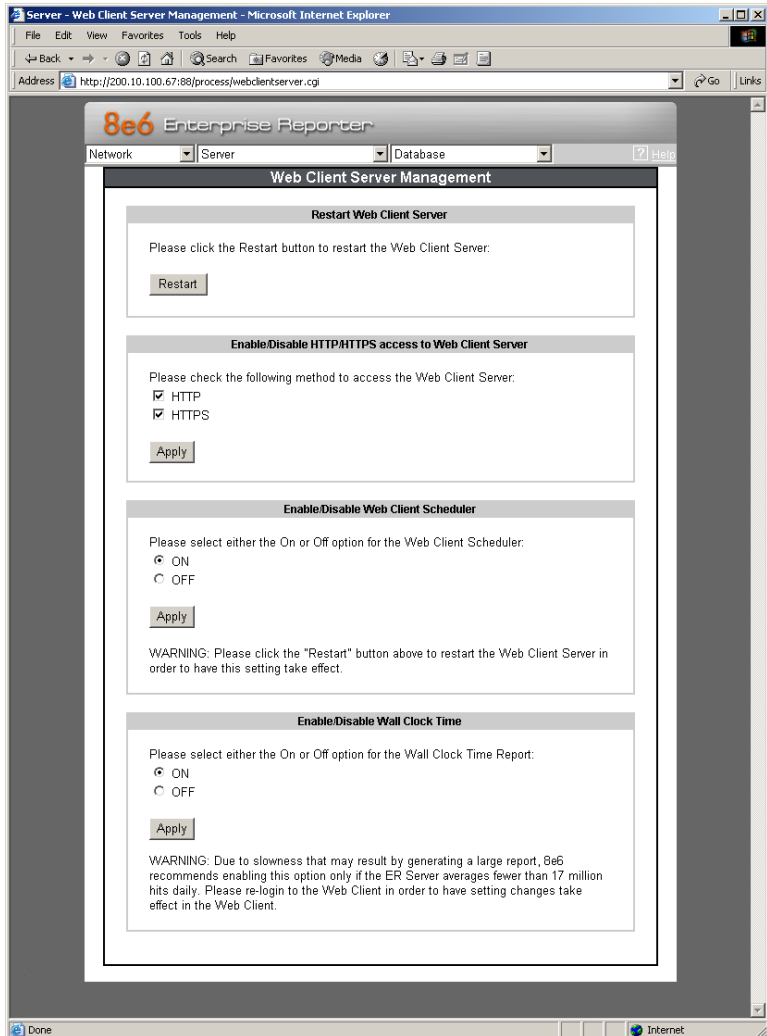 Server - Web Client Server Management - Microsoft Internet Explorer
File Edit View Favorites Tools Help
Back Search Favorites Media
Address http://200.10.100.67:88/process/webclientserver.cgi Go Links
8e6 Enterprise Reporter
Network Server Database ? Help
Web Client Server Management
Restart Web Client Server
Please click the Restart button to restart the Web Client Server:
Restart
Enable/Disable HTTP/HTTPS access to Web Client Server
Please check the following method to access the Web Client Server:
HTTP
HTTPS
Apply
Enable/Disable Web Client Scheduler
Please select either the On or Off option for the Web Client Scheduler:
ON
OFF
Apply
WARNING: Please click the "Restart" button above to restart the Web Client Server in
order to have this setting take effect.
Enable/Disable Wall Clock Time
Please select either the On or Off option for the Wall Clock Time Report:
ON
OFF
Apply
WARNING: Due to slowness that may result by generating a large report, 8e6
recommends enabling this option only if the ER Server averages fewer than 17 million
hits daily. Please re-login to the Web Client in order to have setting changes take
effect in the Web Client.
Done Internet